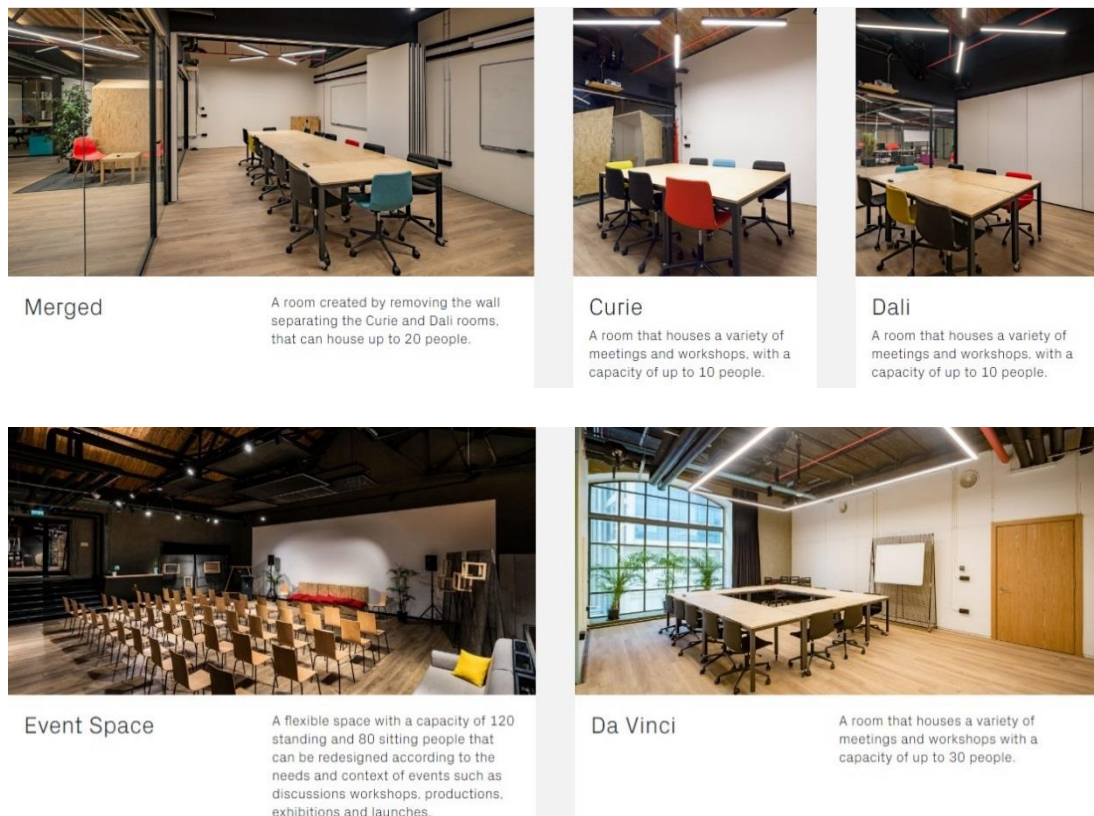 Merged
A room created by removing the wall
separating the Curie and Dali rooms,
that can house up to 20 people.
Curie
A room that houses a variety of
meetings and workshops, with a
capacity of up to 10 people.
Dali
A room that houses a variety of
meetings and workshops, with a
capacity of up to 10 people.
Event Space
A flexible space with a capacity of 120
standing and 80 sitting people that
can be redesigned according to the
needs and context of events such as
discussions workshops, productions,
exhibitions and launches.
Da Vinci
A room that houses a variety of
meetings and workshops with a
capacity of up to 30 people.